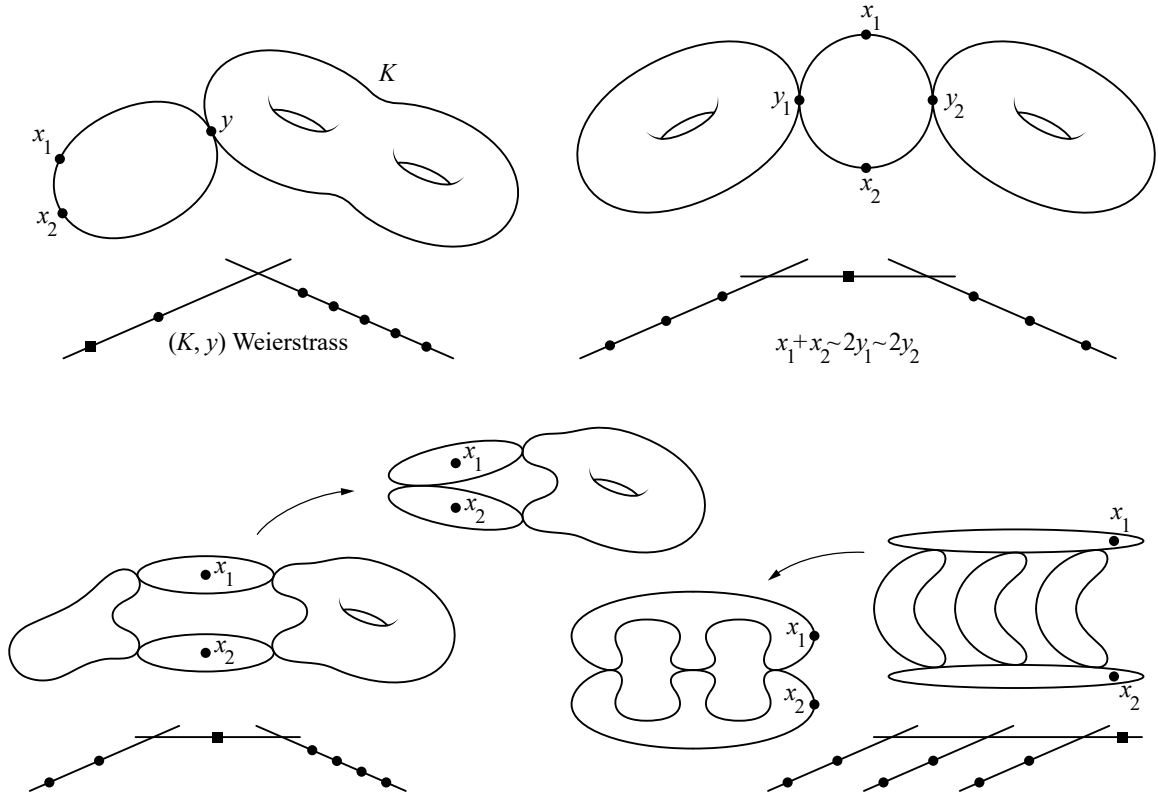 K
x₁
y
x₂
x₁
y₁
y₂
x₂
(K, y) Weierstrass
x₁+x₂~2y₁~2y₂
x₁
x₂
x₁
x₂
x₁
x₂
x₁
x₂